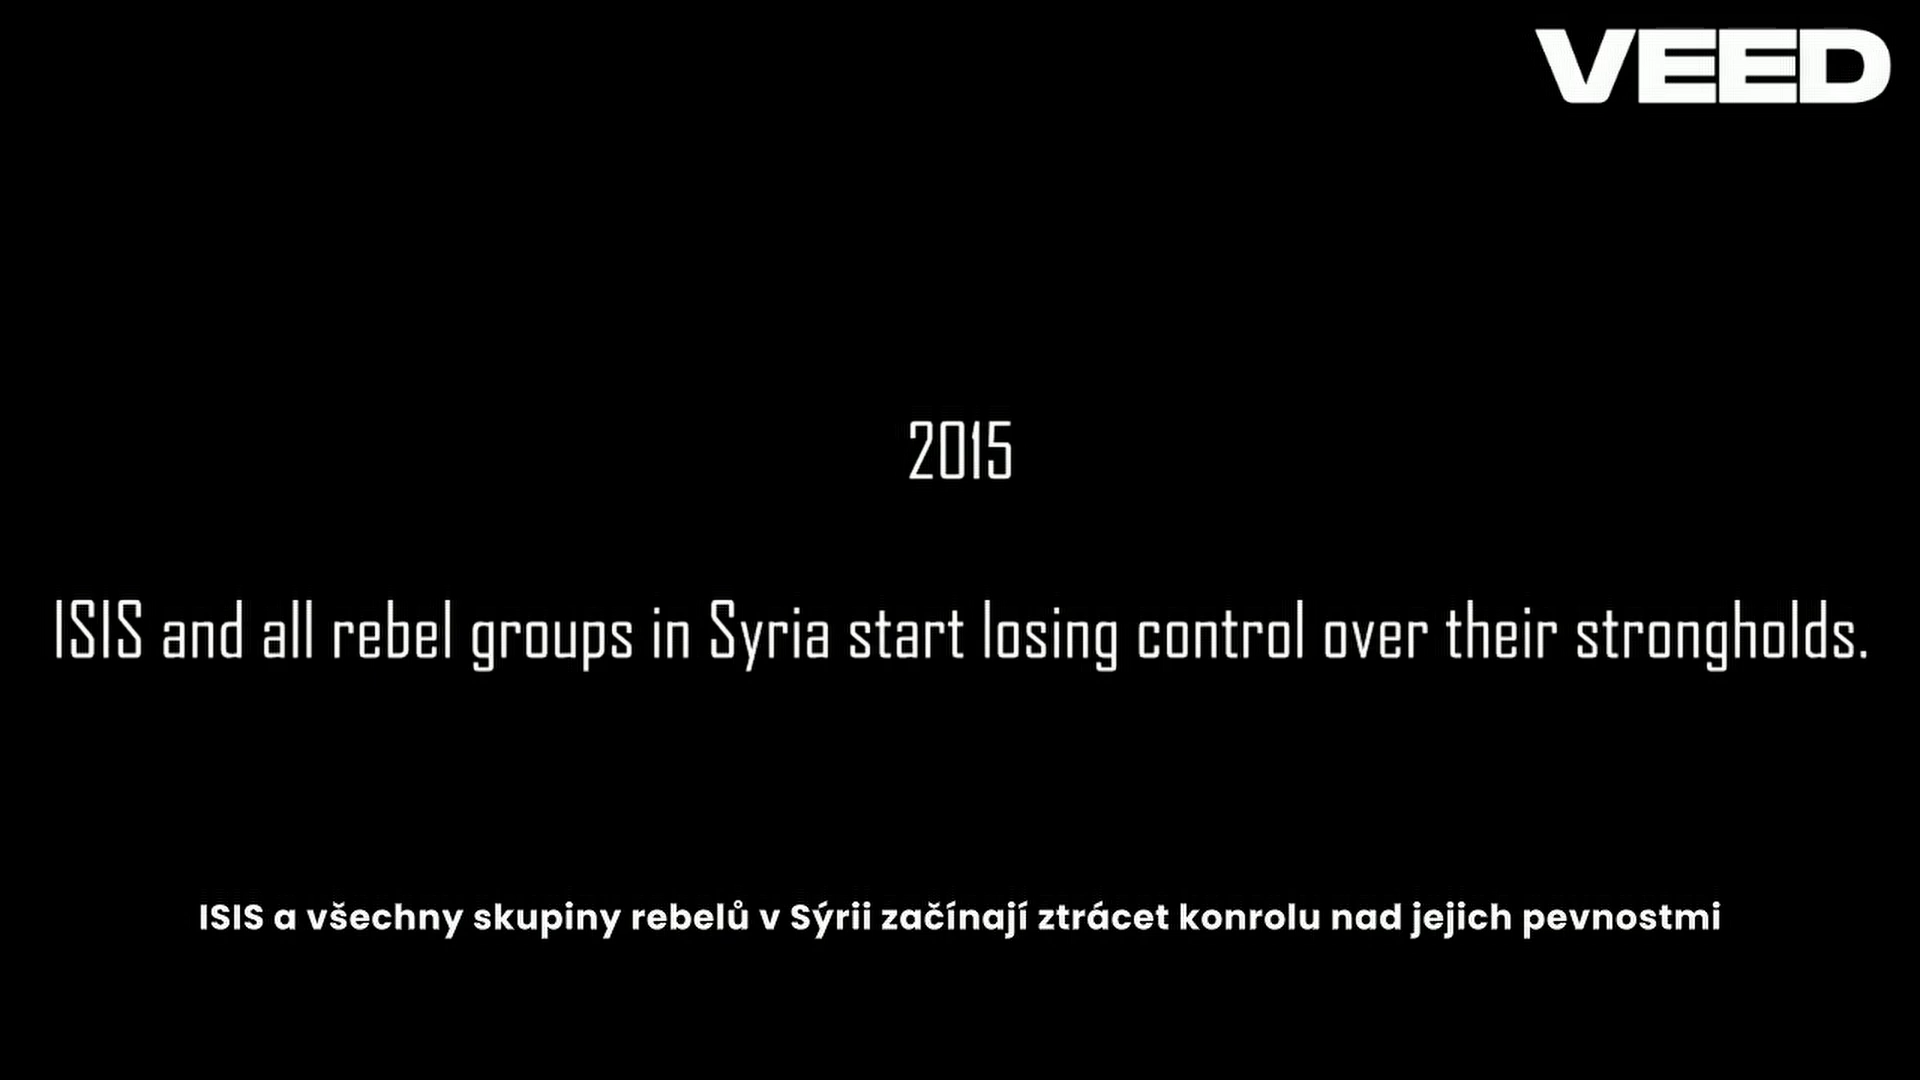 VEED
2015
ISIS and all rebel groups in Syria start losing control over their strongholds.
ISIS a všechny skupiny rebelů v Sýrii začínají ztrácet konrolu nad jejich pevnostmi